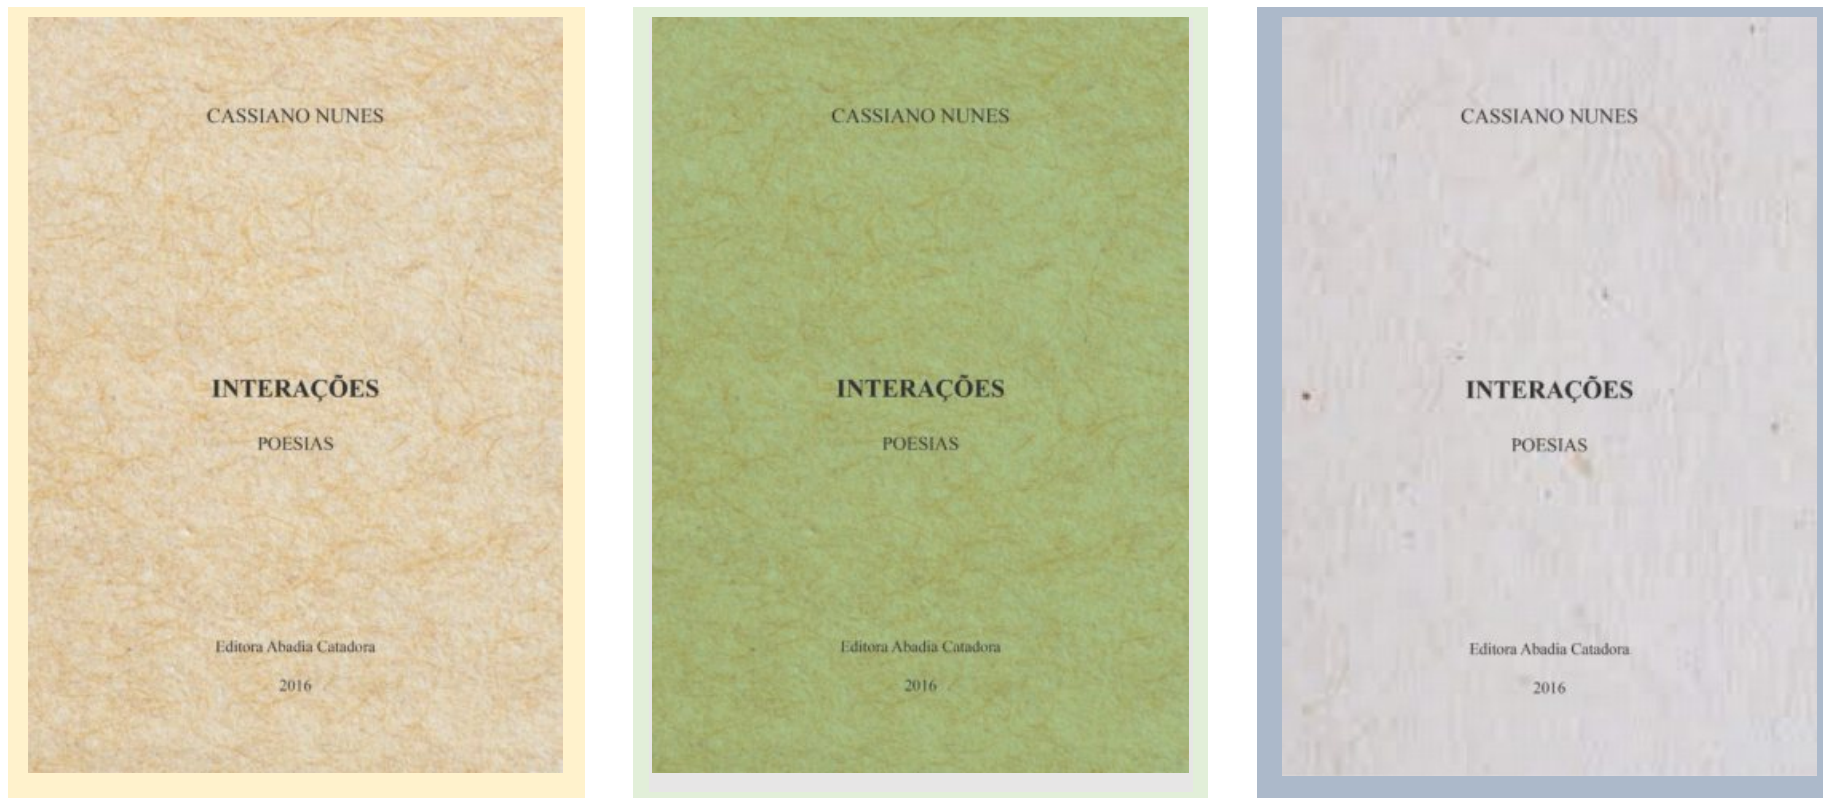 CASSIANO NUNES
INTERAÇÕES
POESIAS
Editora Abadia Catadora
2016
CASSIANO NUNES
INTERAÇÕES
POESIAS
Editora Abadia Catadora
2016
CASSIANO NUNES
INTERAÇÕES
POESIAS
Editora Abadia Catadora
2016